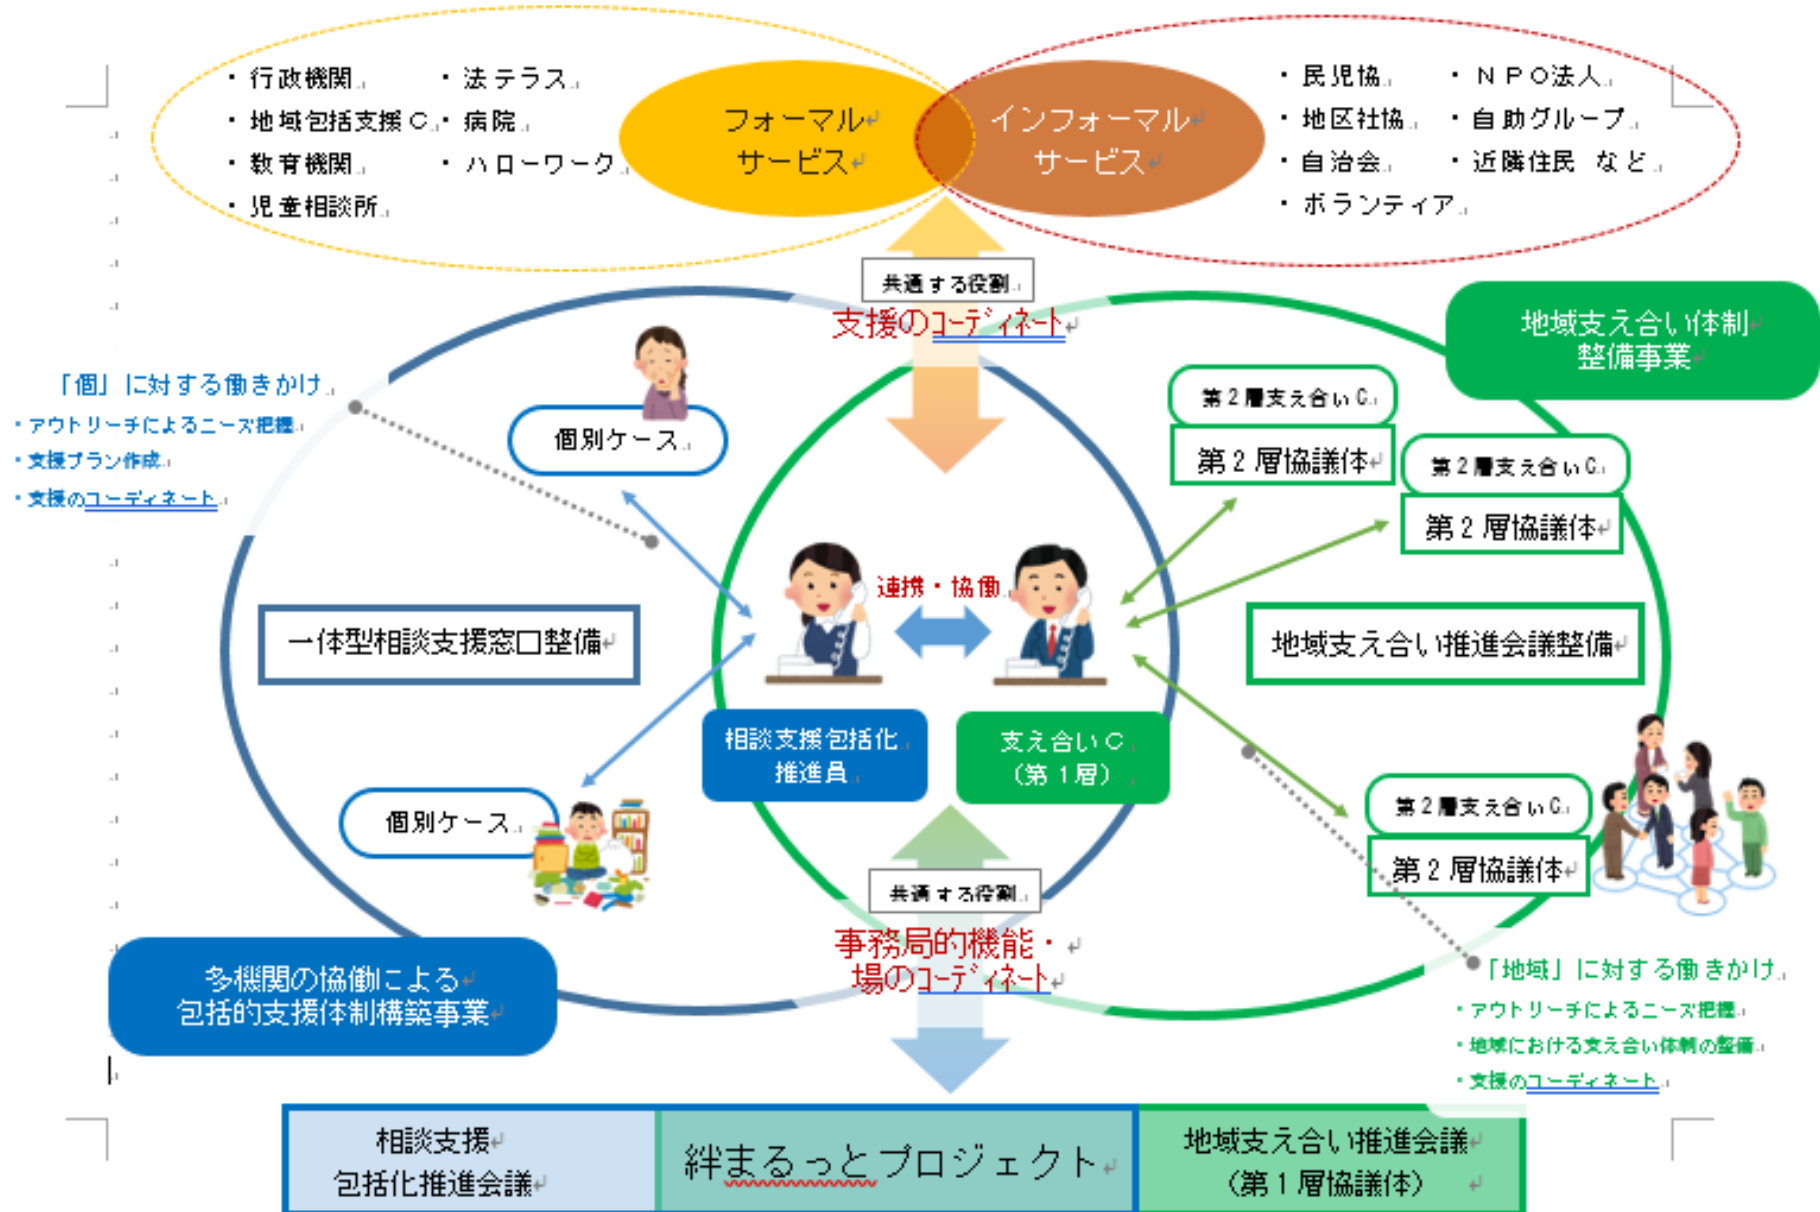 ・行政機関
・法テラス
・地域包括支援C
・病院
・教育機関
・ハローワーク
・児童相談所
フォーマル
サービス
インフォーマル
サービス
・民児協
・NPO法人
・地区社協
・自助グループ
・自治会
・近隣住民 など
・ボランティア
共通する役割
支援のコーディネート
地域支え合い体制
整備事業
「個」に対する働きかけ
・アウトリーチによるニーズ把握
・支援プラン作成
・支援のコーディネート
個別ケース
第2層支え合いC
第2層協議体
第2層支え合いC
第2層協議体
連携・協働
一体型相談支援窓口整備
地域支え合い推進会議整備
相談支援包括化
推進員
支え合いC
（第1層）
個別ケース
第2層支え合いC
第2層協議体
共通する役割
事務局的機能・
場のコーディネート
多機関の協働による
包括的支援体制構築事業
「地域」に対する働きかけ
・アウトリーチによるニーズ把握
・地域における支え合い体制の整備
・支援のコーディネート
相談支援
包括化推進会議
絆まるっとプロジェクト
地域支え合い推進会議
（第1層協議体）